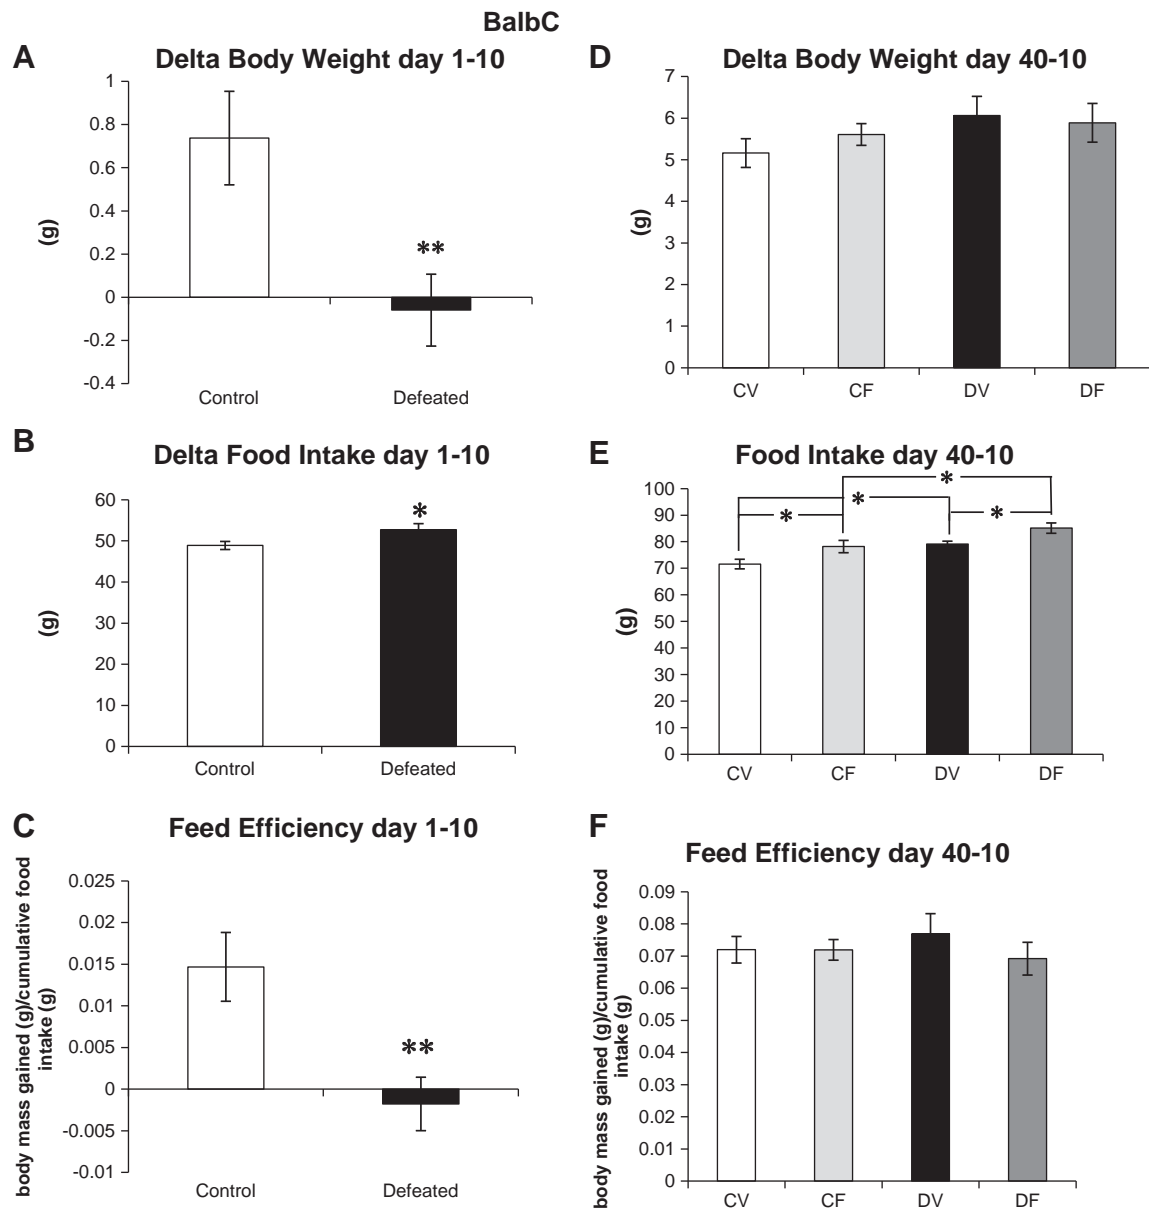 BalbC
A
Delta Body Weight day 1-10
1
0.8
0.6
0.4
0.2
0
-0.2
-0.4
(g)
**
Control
Defeated
D
Delta Body Weight day 40-10
7
6
5
4
3
2
1
0
(g)
CV
CF
DV
DF
B
Delta Food Intake day 1-10
60
50
40
30
20
10
0
(g)
*
Control
Defeated
E
Food Intake day 40-10
100
90
80
70
60
50
40
30
20
10
0
(g)
*
*
*
*
CV
CF
DV
DF
C
Feed Efficiency day 1-10
0.025
0.02
0.015
0.01
0.005
0
-0.005
-0.01
body mass gained (g)/cumulative food
intake (g)
**
Control
Defeated
F
Feed Efficiency day 40-10
0.09
0.08
0.07
0.06
0.05
0.04
0.03
0.02
0.01
0
body mass gained (g)/cumulative food
intake (g)
CV
CF
DV
DF